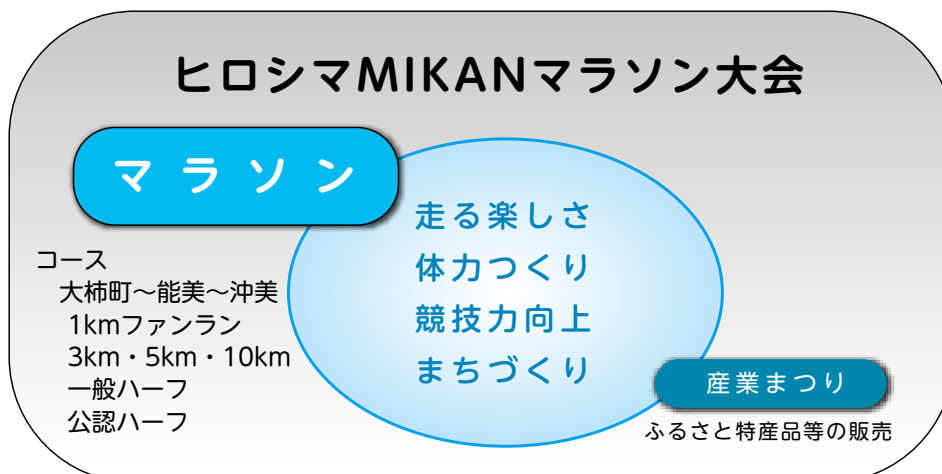 ヒロシマMIKANマラソン大会
マラソン
走る楽しさ
体力つくり
競技力向上
まちづくり
コース
大柿町~能美~沖美
1kmファンラン
3km・5km・10km
一般ハーフ
公認ハーフ
産業まつり
ふるさと特産品等の販売